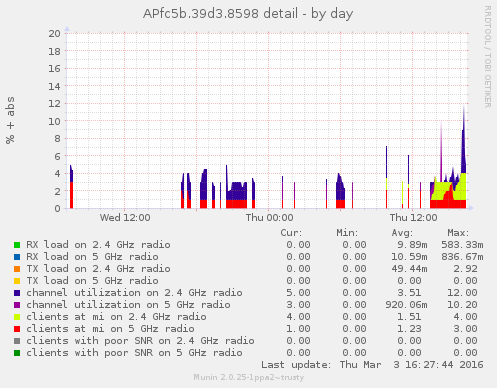 APfc5b.39d3.8598 detail - by day
RRDTOOL / TOBI OETIKER
% + abs
20
18
16
14
12
10
8
6
4
2
0
Wed 12:00 Thu 00:00 Thu 12:00
Cur: Min: Avg: Max:
RX load on 2.4 GHz radio 0.00 0.00 9.89m 583.33m
RX load on 5 GHz radio 0.00 0.00 10.59m 836.67m
TX load on 2.4 GHz radio 0.00 0.00 49.44m 2.92
TX load on 5 GHz radio 0.00 0.00 0.00 0.00
channel utilization on 2.4 GHz radio 5.00 0.00 3.51 12.00
channel utilization on 5 GHz radio 3.00 0.00 920.06m 10.20
clients at mi on 2.4 GHz radio 4.00 0.00 1.51 4.00
clients at mi on 5 GHz radio 1.00 0.00 1.23 3.00
clients with poor SNR on 2.4 GHz radio 0.00 0.00 0.00 0.00
clients with poor SNR on 5 GHz radio 0.00 0.00 0.00 0.00
Last update: Thu Mar 3 16:27:44 2016
Munin 2.0.25-1ppa2~trusty